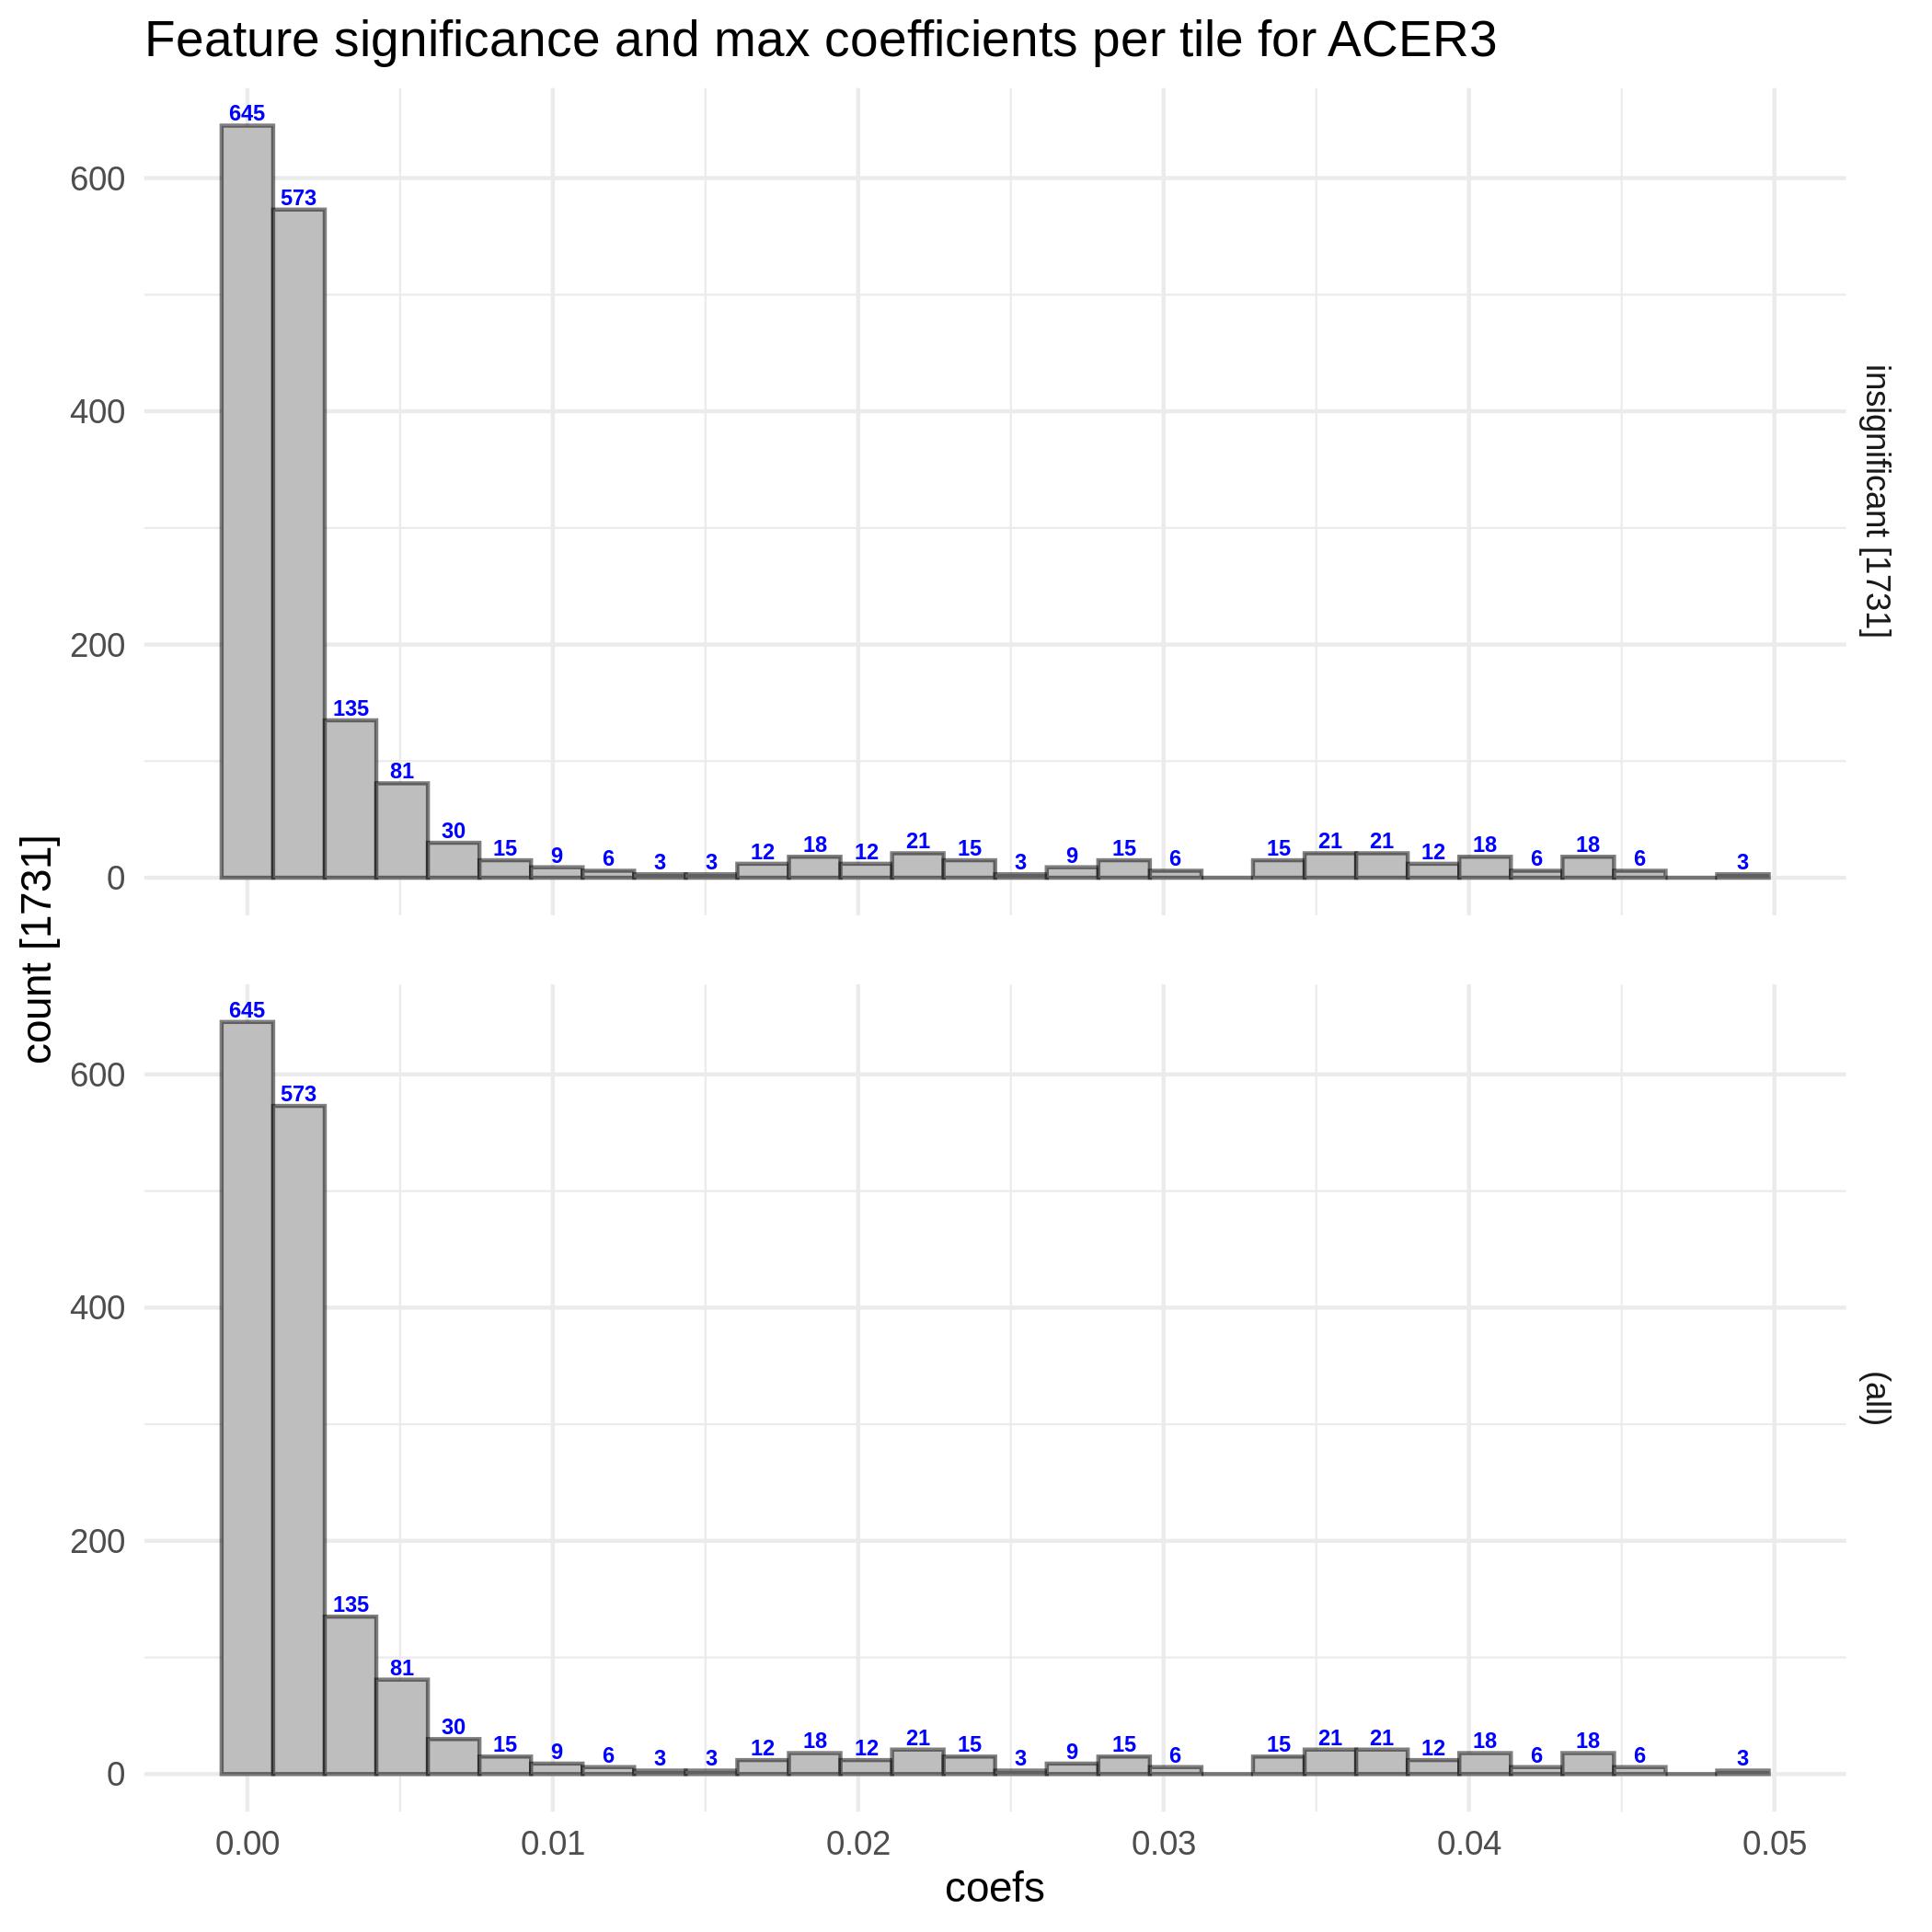 Feature significance and max coefficients per tile for ACER3
645
573
135
81
30 15 9 6 3 3 12 18 12 21 15 3 9 15 6 15 21 21 12 18 6 18 6 3
600
400
200
0
insignificant [1731]
count [1731]
645
573
135
81
30 15 9 6 3 3 12 18 12 21 15 3 9 15 6 15 21 21 12 18 6 18 6 3
600
400
200
0
(all)
0.00 0.01 0.02 0.03 0.04 0.05
coefs